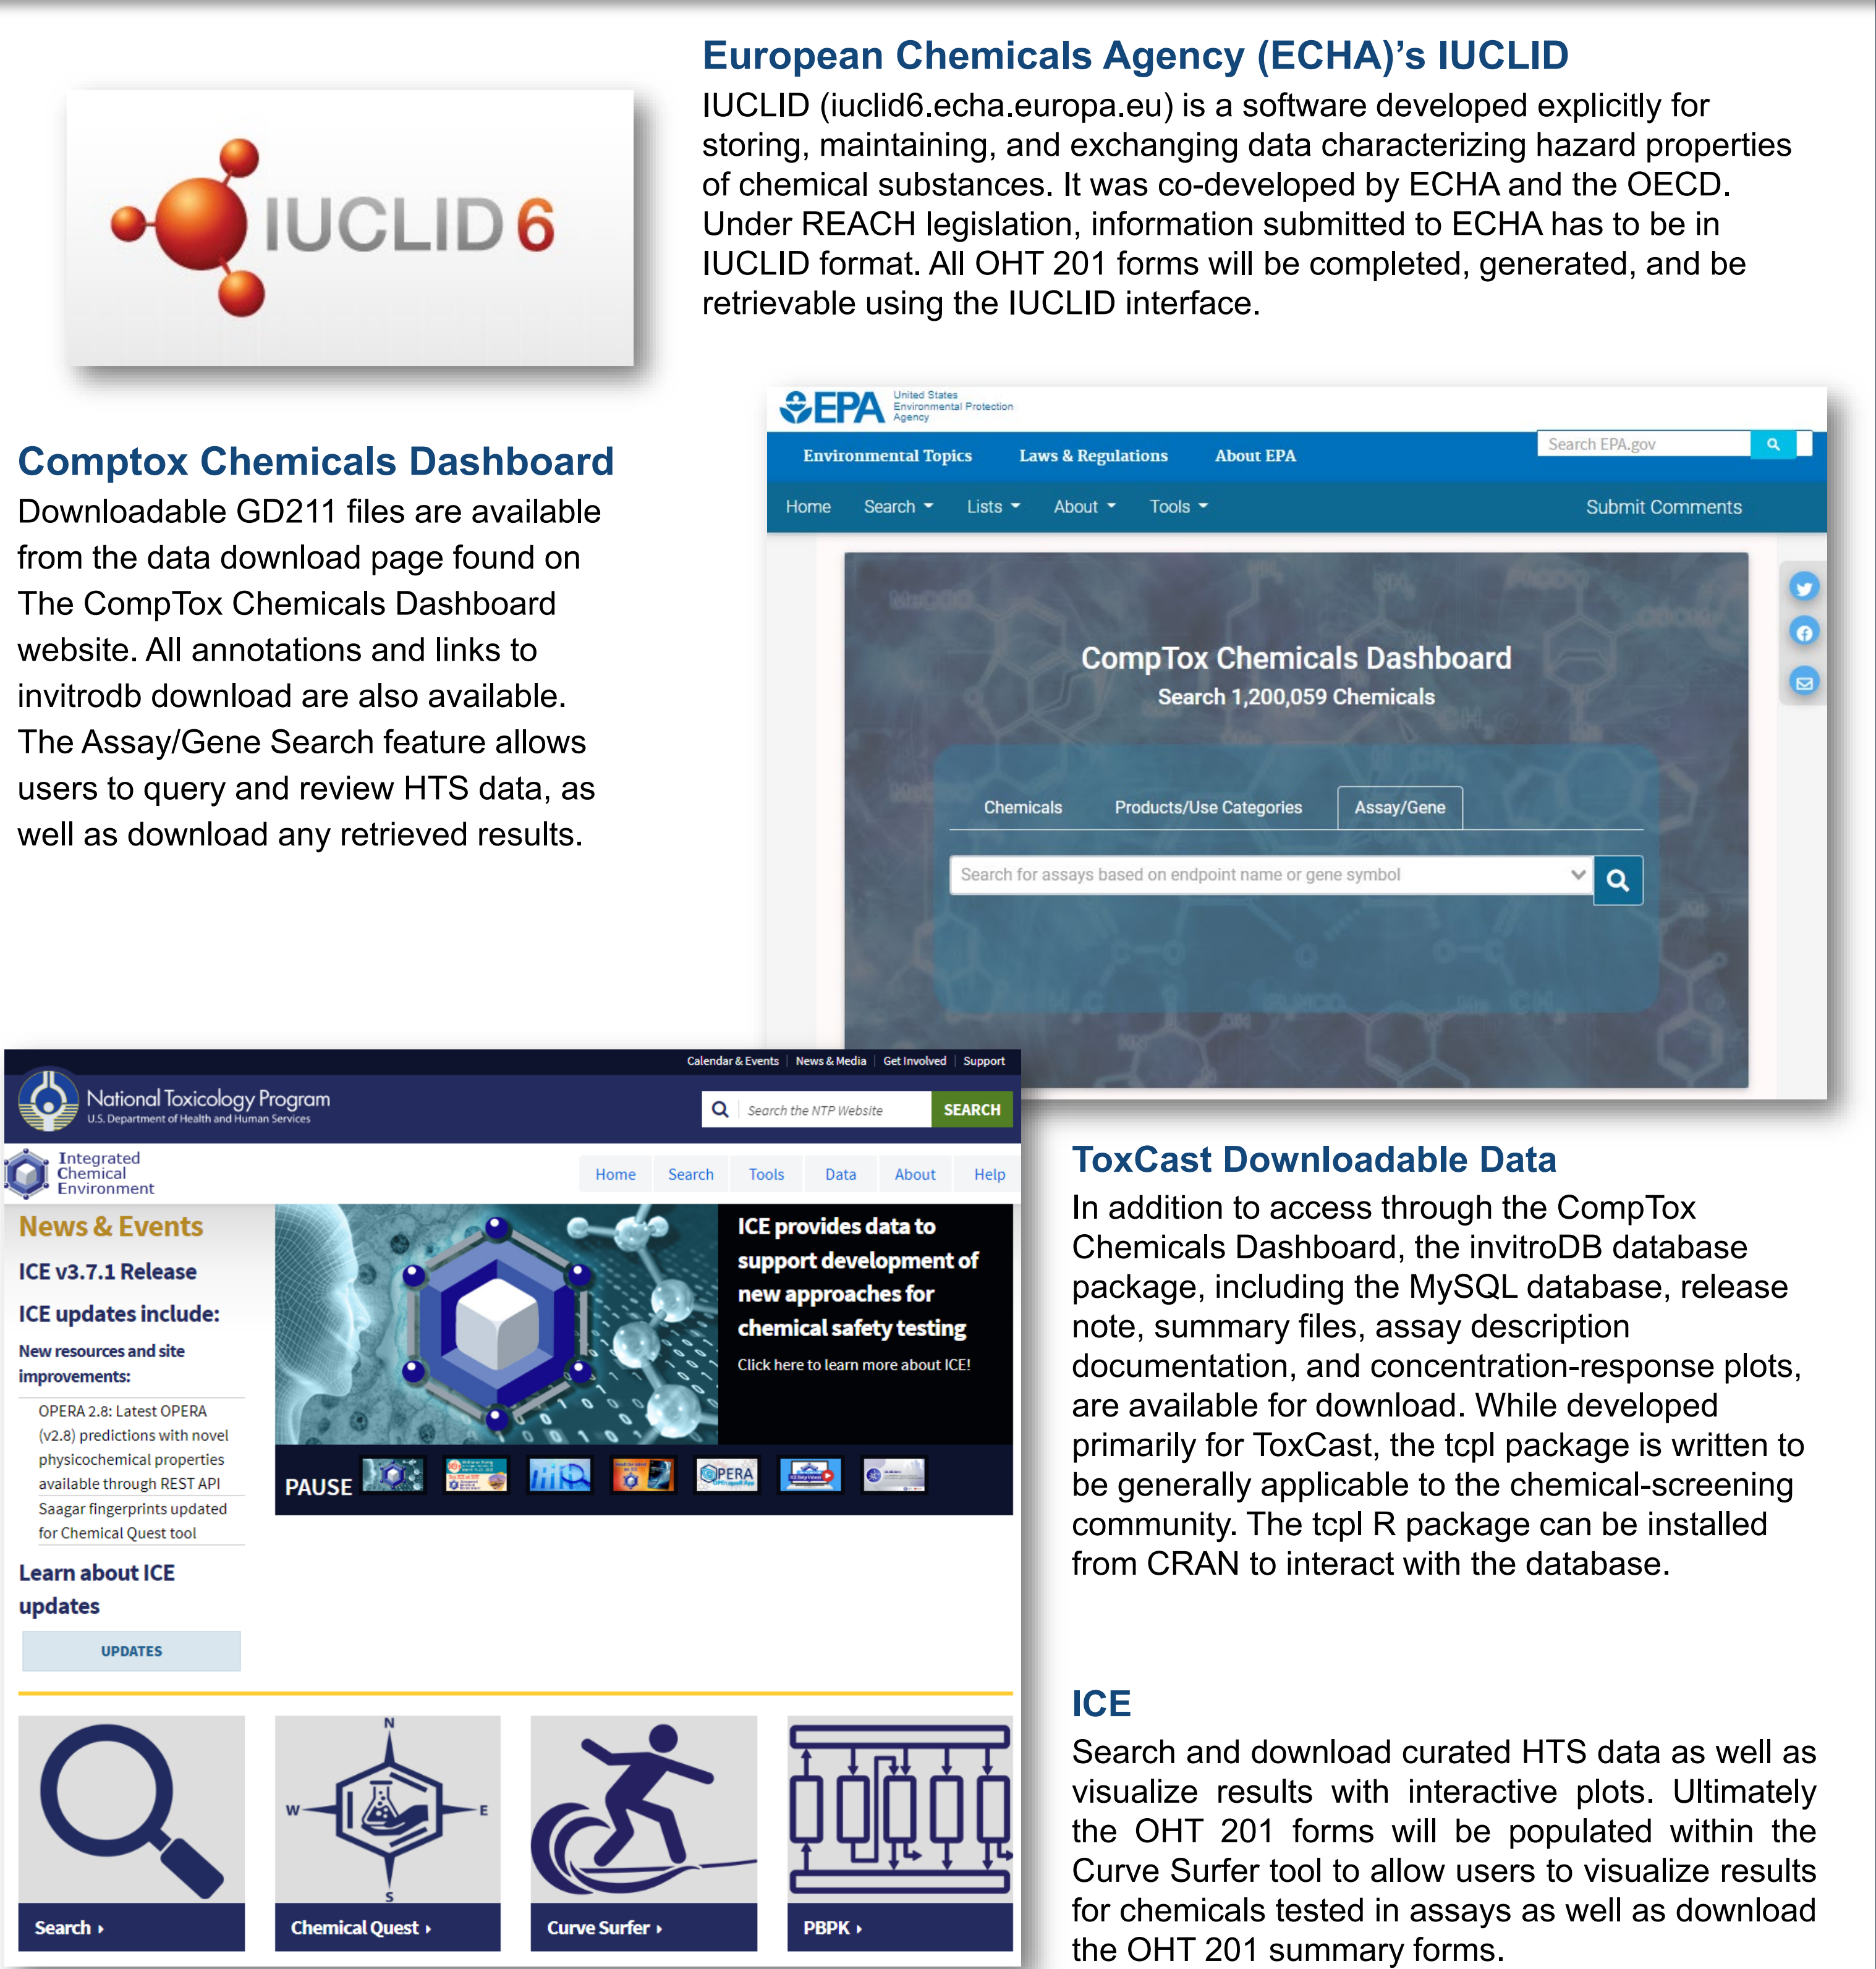 European Chemicals Agency (ECHA)’s IUCLID
IUCLID (iuclid6.echa.europa.eu) is a software developed explicitly for
storing, maintaining, and exchanging data characterizing hazard properties
of chemical substances. It was co-developed by ECHA and the OECD.
Under REACH legislation, information submitted to ECHA has to be in
IUCLID format. All OHT 201 forms will be completed, generated, and be
retrievable using the IUCLID interface.
IUCLID 6
Comptox Chemicals Dashboard
Downloadable GD211 files are available
from the data download page found on
The CompTox Chemicals Dashboard
website. All annotations and links to
invitrodb download are also available.
The Assay/Gene Search feature allows
users to query and review HTS data, as
well as download any retrieved results.
EPA
United States
Environmental Protection
Agency
Environmental Topics Laws & Regulations About EPA
Search EPA.gov
Home Search Lists About Tools Submit Comments
CompTox Chemicals Dashboard
Search 1,200,059 Chemicals
Chemicals Products/Use Categories Assay/Gene
Search for assays based on endpoint name or gene symbol
Calendar & Events News & Media Get Involved Support
National Toxicology Program
U.S. Department of Health and Human Services
Search the NTP Website SEARCH
Integrated
Chemical
Environment
Home Search Tools Data About Help
News & Events
ICE v3.7.1 Release
ICE updates include:
New resources and site
improvements:
OPERA 2.8: Latest OPERA
(v2.8) predictions with novel
physicochemical properties
available through REST API
Saagar fingerprints updated
for Chemical Quest tool
Learn about ICE
updates
UPDATES
ICE provides data to
support development of
new approaches for
chemical safety testing
Click here to learn more about ICE!
PAUSE
OPERA
N
W E
S
Search
Chemical Quest
Curve Surfer
PBPK
ToxCast Downloadable Data
In addition to access through the CompTox
Chemicals Dashboard, the invitroDB database
package, including the MySQL database, release
note, summary files, assay description
documentation, and concentration-response plots,
are available for download. While developed
primarily for ToxCast, the tcpl package is written to
be generally applicable to the chemical-screening
community. The tcpl R package can be installed
from CRAN to interact with the database.
ICE
Search and download curated HTS data as well as
visualize results with interactive plots. Ultimately
the OHT 201 forms will be populated within the
Curve Surfer tool to allow users to visualize results
for chemicals tested in assays as well as download
the OHT 201 summary forms.